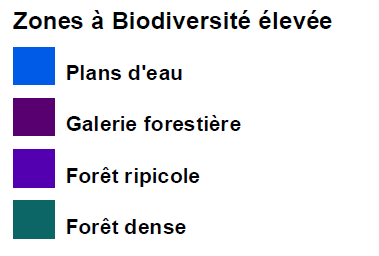 Zones à Biodiversité élevée
Plans d'eau
Galerie forestière
Forêt ripicole
Forêt dense